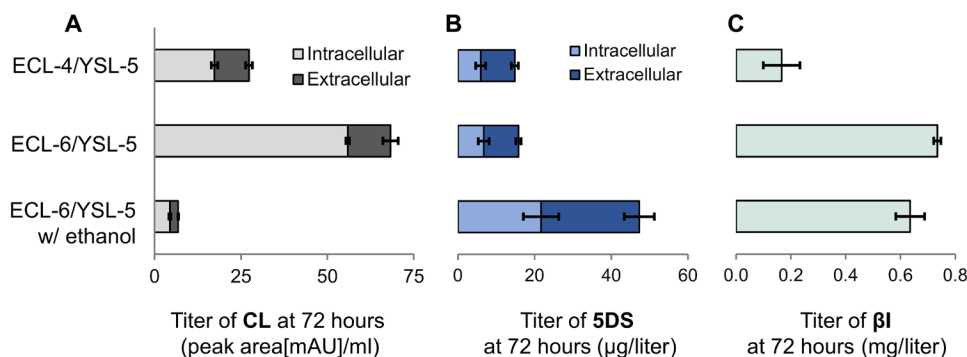 A
B
C
ECL-4/YSL-5
ECL-6/YSL-5
ECL-6/YSL-5
w/ ethanol
Intracellular
Extracellular
Intracellular
Extracellular
0 25 50 75
0 20 40 60
0.0 0.2 0.4 0.6 0.8
Titer of CL at 72 hours
(peak area[mAU]/ml)
Titer of 5DS
at 72 hours (μg/liter)
Titer of βI
at 72 hours (mg/liter)